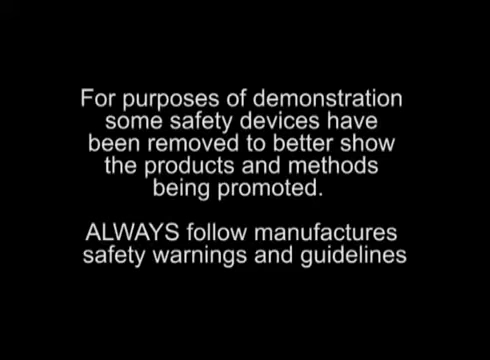 For purposes of demonstration
some safety devices have
been removed to better show
the products and methods
being promoted.
ALWAYS follow manufactures
safety warnings and guidelines